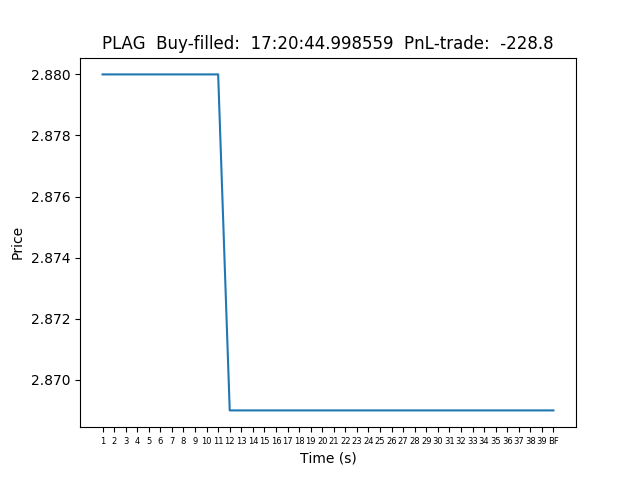 PLAG  Buy-filled:  17:20:44.998559  PnL-trade:  -228.8
Price
2.880
2.878
2.876
2.874
2.872
2.870
1 2 3 4 5 6 7 8 9 10 11 12 13 14 15 16 17 18 19 20 21 22 23 24 25 26 27 28 29 30 31 32 33 34 35 36 37 38 39 BF
Time (s)